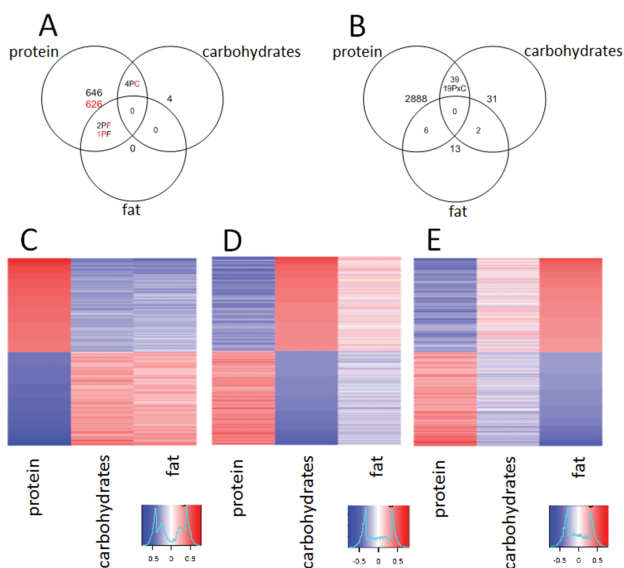 A
B
protein
carbohydrates
protein
carbohydrates
4PC
646
626
4
0
2PF
1PF
0
0
fat
39
19PxC
2888
31
0
6
2
13
fat
C
D
E
protein
carbohydrates
fat
protein
carbohydrates
fat
protein
carbohydrates
fat
0.5 0 0.5
-0.5 0 0.5
-0.5 0 0.5